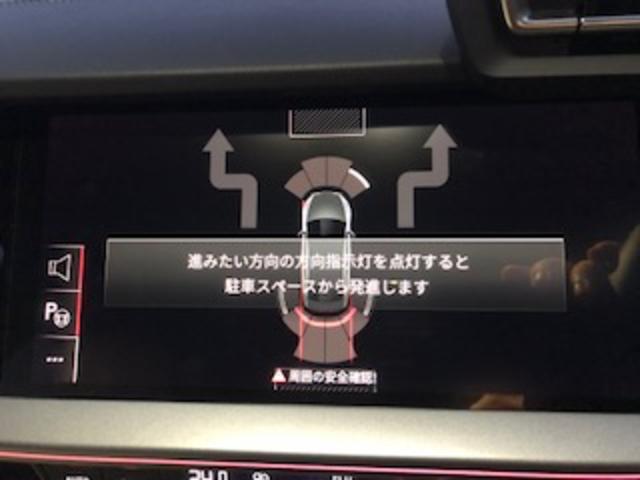 進みたい方向の方向指示灯を点灯すると
駐車スペースから発進します
P
周囲の安全確認!
24.0